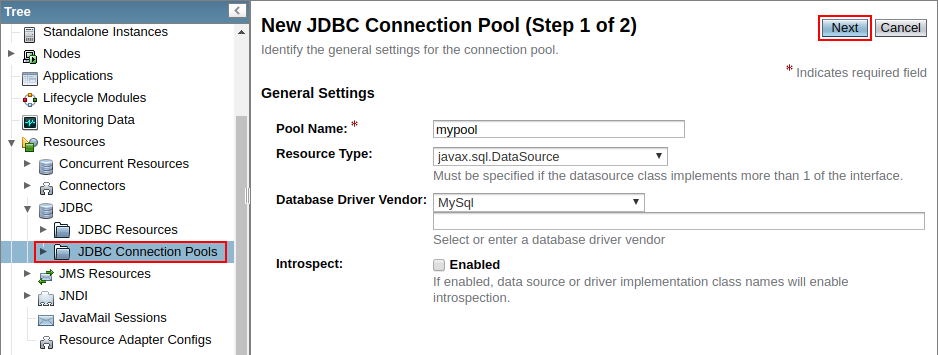 Tree
Standalone Instances
Nodes
Applications
Lifecycle Modules
Monitoring Data
Resources
Concurrent Resources
Connectors
JDBC
JDBC Resources
JDBC Connection Pools
JMS Resources
JNDI
JavaMail Sessions
Resource Adapter Configs
New JDBC Connection Pool (Step 1 of 2)
Next
Cancel
Identify the general settings for the connection pool.
* Indicates required field
General Settings
Pool Name: * mypool
Resource Type: javax.sql.DataSource
Must be specified if the datasource class implements more than 1 of the interface.
Database Driver Vendor: MySql
Select or enter a database driver vendor
Introspect: Enabled
If enabled, data source or driver implementation class names will enable
introspection.